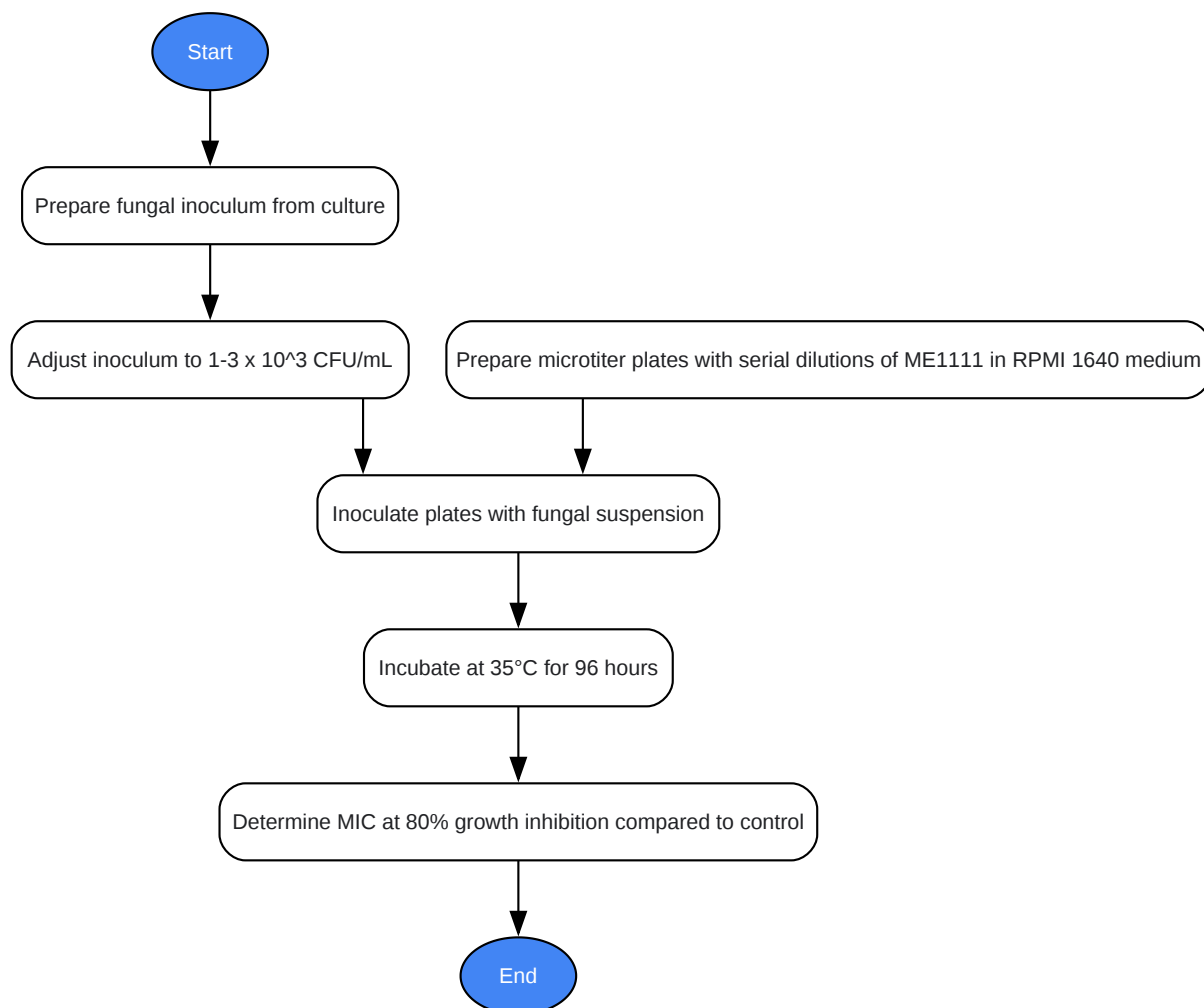 Start
Prepare fungal inoculum from culture
Adjust inoculum to 1-3 x 10^3 CFU/mL
Prepare microtiter plates with serial dilutions of ME1111 in RPMI 1640 medium
Inoculate plates with fungal suspension
Incubate at 35°C for 96 hours
Determine MIC at 80% growth inhibition compared to control
End